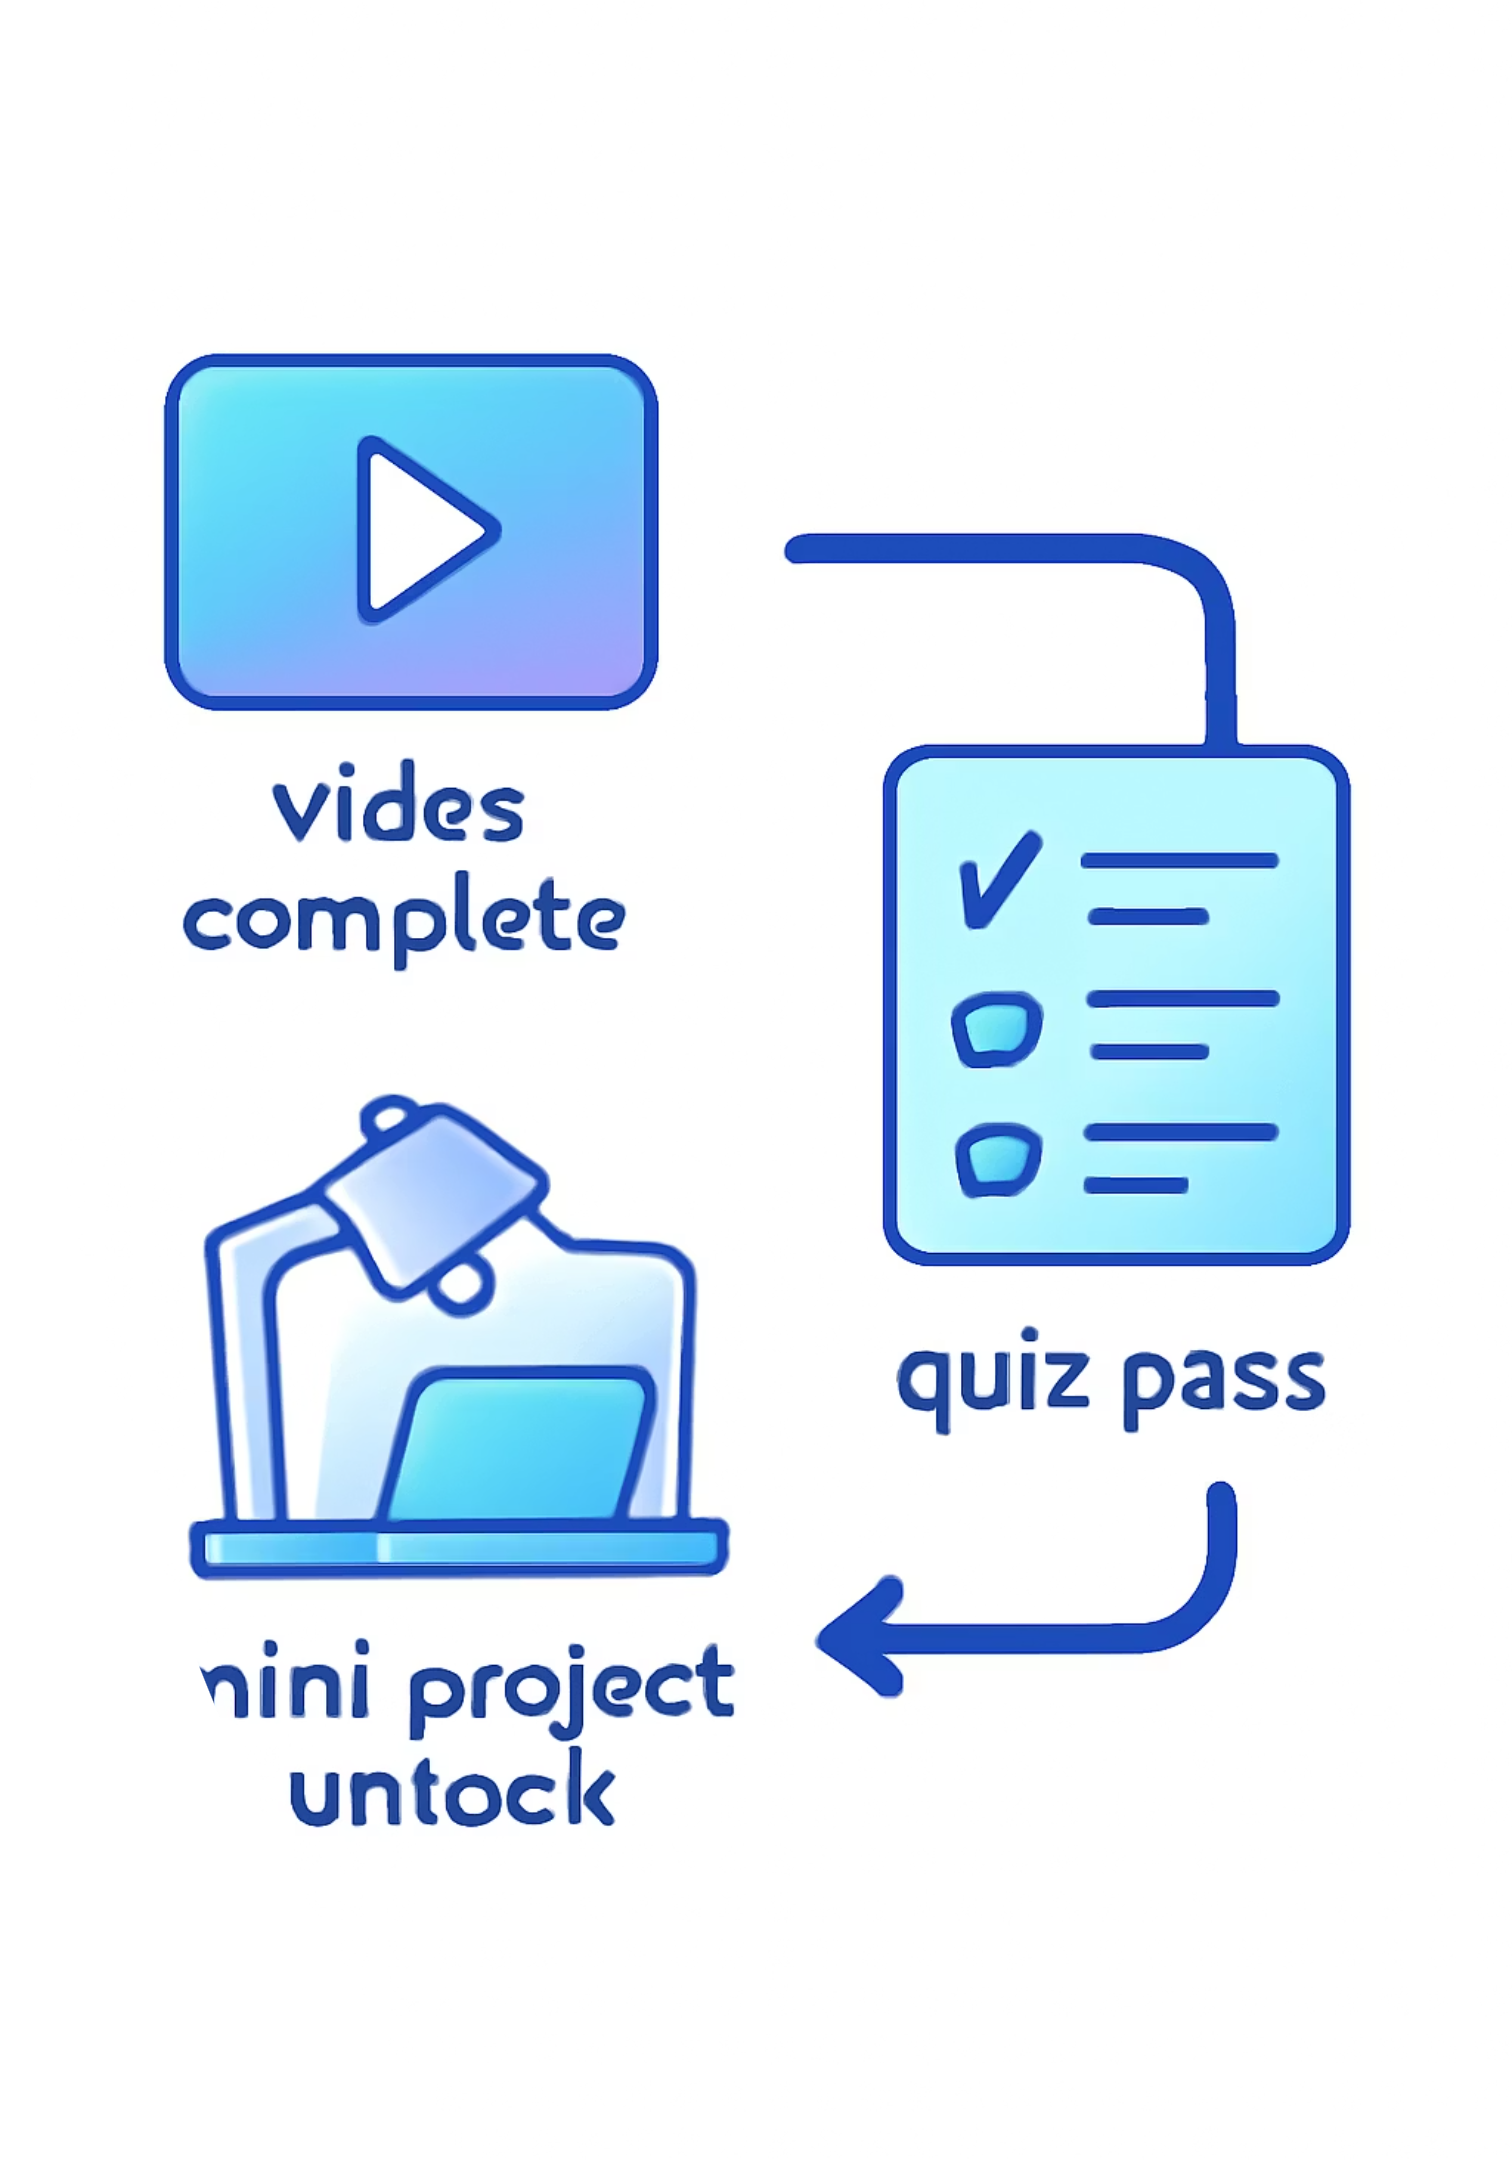 vides
complete
quiz pass
nini project
untock